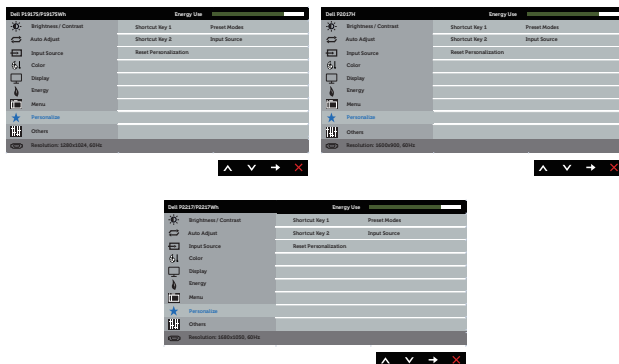 Dell P1917S/P1917SWh Energy Use
Brightness / Contrast Shortcut Key 1 Preset Modes
Auto Adjust Shortcut Key 2 Input Source
Input Source Reset Personalization
Color
Display
Energy
Menu
Personalize
Others
Resolution: 1280x1024, 60Hz
Dell P2017H Energy Use
Brightness / Contrast Shortcut Key 1 Preset Modes
Auto Adjust Shortcut Key 2 Input Source
Input Source Reset Personalization
Color
Display
Energy
Menu
Personalize
Others
Resolution: 1600x900, 60Hz
Dell P2217/P2217Wh Energy Use
Brightness / Contrast Shortcut Key 1 Preset Modes
Auto Adjust Shortcut Key 2 Input Source
Input Source Reset Personalization
Color
Display
Energy
Menu
Personalize
Others
Resolution: 1680x1050, 60Hz